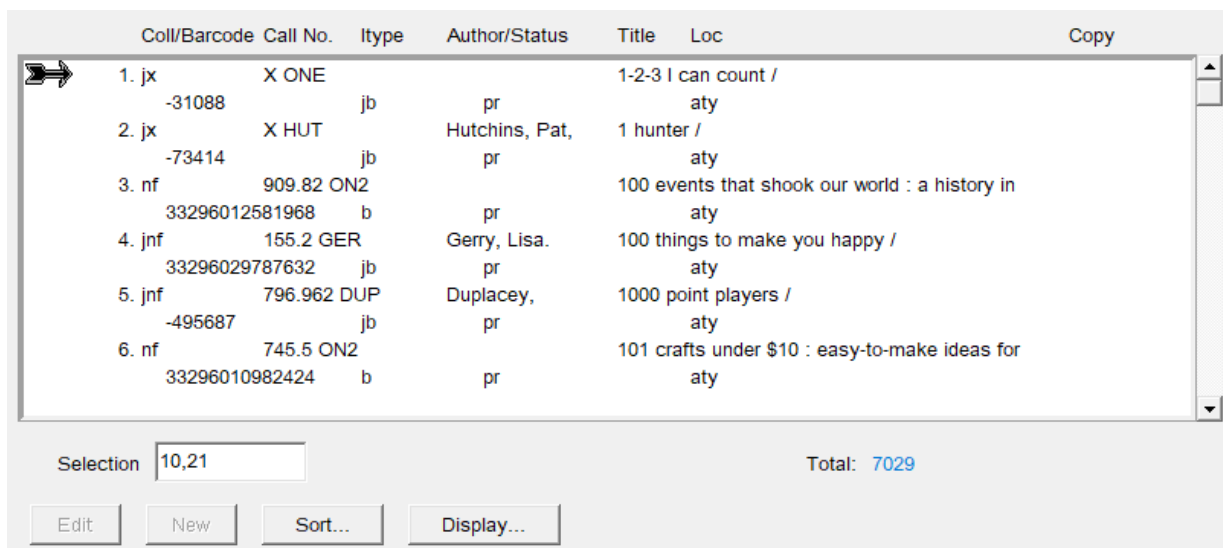 Coll/Barcode Call No. Itype Author/Status Title Loc Copy
1. jx X ONE 1-2-3 I can count /
-31088 jb pr aty
2. jx X HUT Hutchins, Pat, 1 hunter /
-73414 jb pr aty
3. nf 909.82 ON2 100 events that shook our world : a history in
33296012581968 b pr aty
4. jnf 155.2 GER Gerry, Lisa. 100 things to make you happy /
33296029787632 jb pr aty
5. jnf 796.962 DUP Duplacey, 1000 point players /
-495687 jb pr aty
6. nf 745.5 ON2 101 crafts under $10 : easy-to-make ideas for
33296010982424 b pr aty
Selection 10,21 Total: 7029
Edit New Sort... Display...